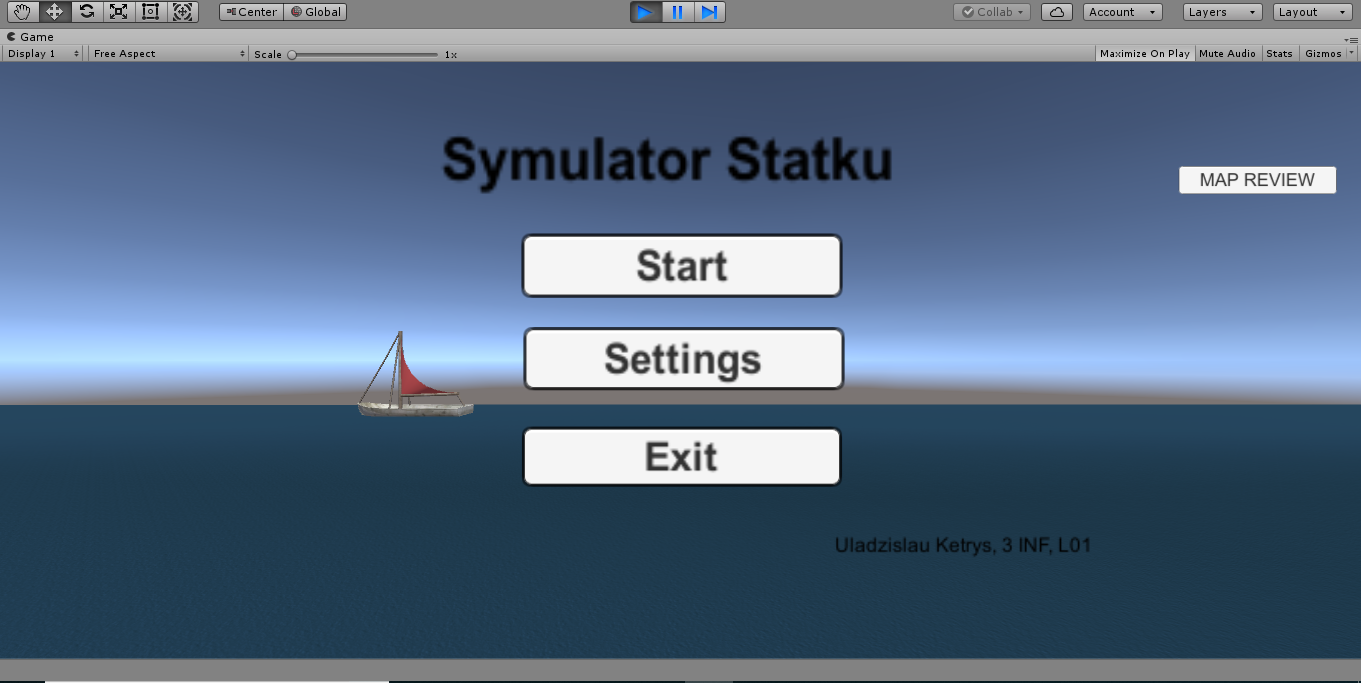 Center Global Collab Account Layers Layout
Game
Display 1 Free Aspect Scale 1x Maximize On Play Mute Audio Stats Gizmos
Symulator Statku
MAP REVIEW
Start
Settings
Exit
Uladzislau Ketrys, 3 INF, L01